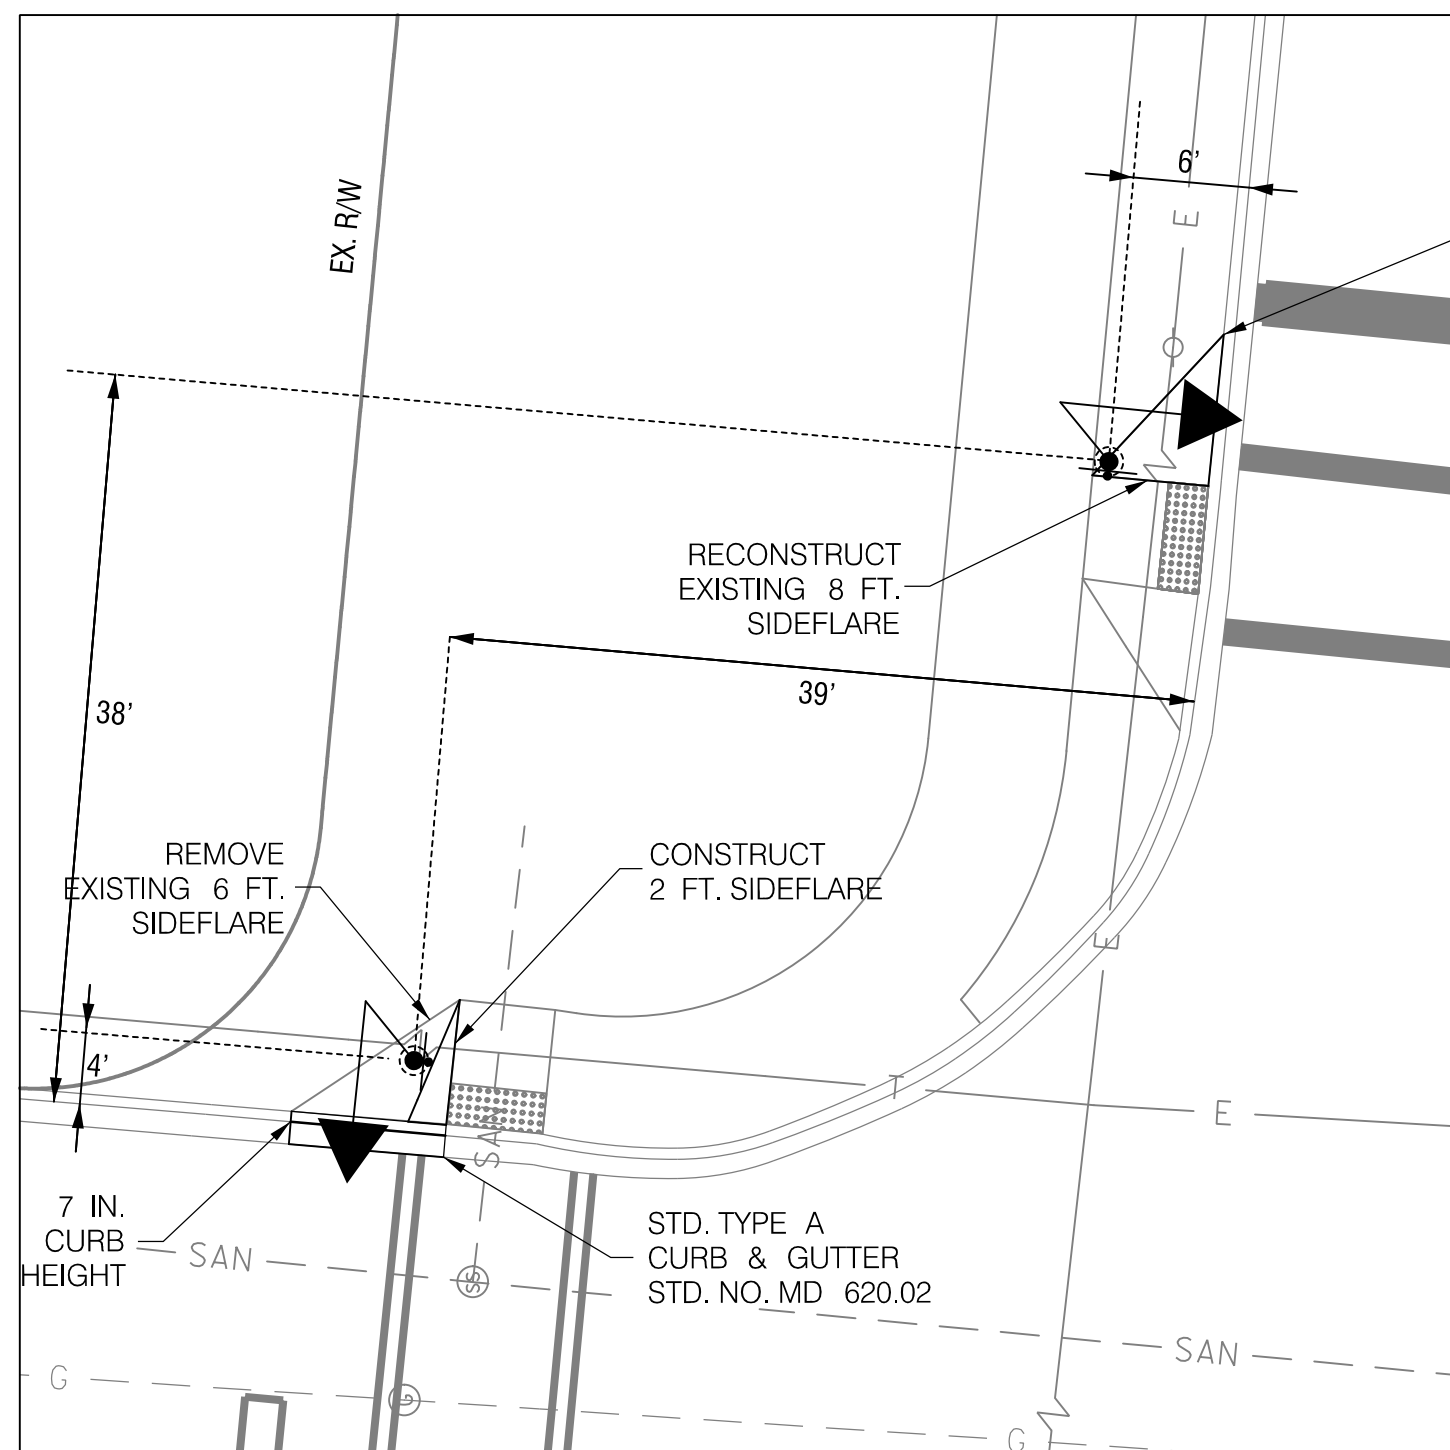 6’
E
EX. R/W
RECONSTRUCT
EXISTING 8 FT.
SIDEFLARE
39’
38’
REMOVE
EXISTING 6 FT.
SIDEFLARE
CONSTRUCT
2 FT. SIDEFLARE
E
4’
T
E
SAN
7 IN.
CURB
HEIGHT
STD. TYPE A
CURB & GUTTER
STD. NO. MD 620.02
SAN
SS
SAN
G
G
G